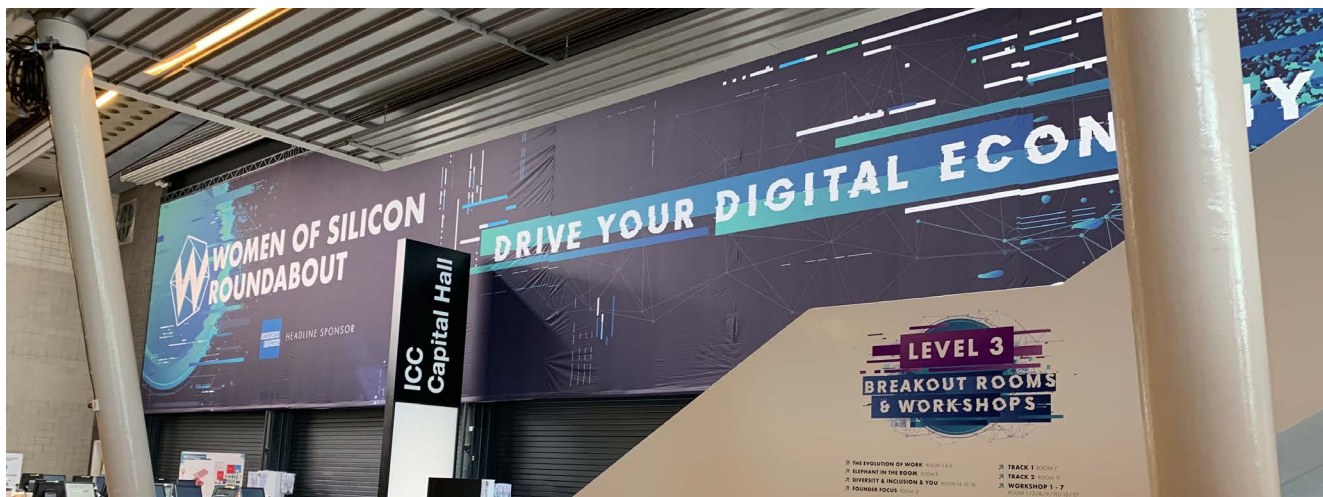 WOMEN OF SILICON
ROUNDABOUT
HEADLINE SPONSOR
DRIVE YOUR DIGITAL ECON
Y
ICC
Capital Hall
LEVEL 3
BREAKOUT ROOMS
& WORKSHOPS
THE EVOLUTION OF WORK
ELEPHANT IN THE ROOM
DIVERSITY & INCLUSION & YOU
FOUNDER FOCUS
TRACK 1 ROOM
TRACK 2 ROOM
WORKSHOP 1 - 7